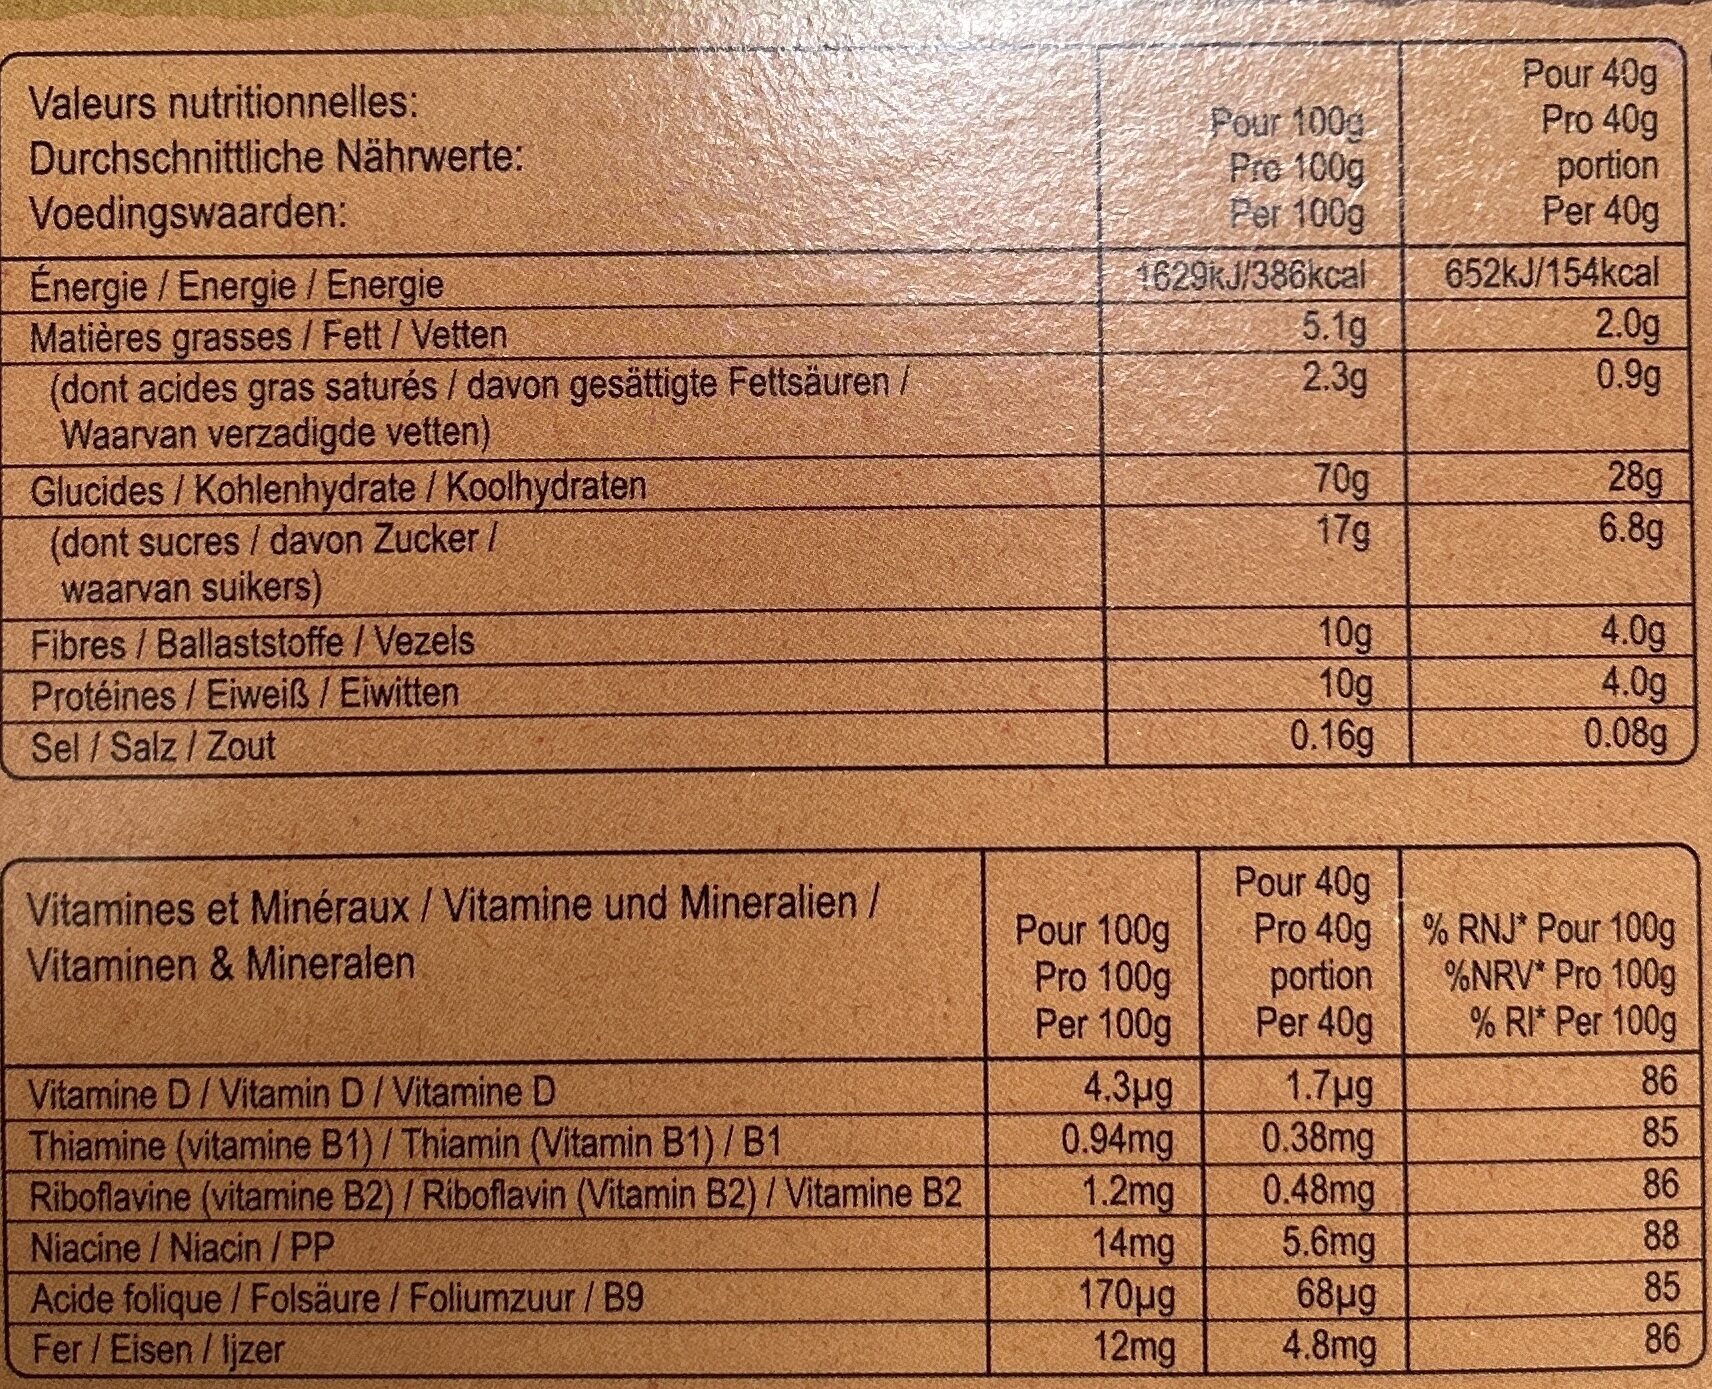 Valeurs nutritionnelles:
Durchschnittliche Nährwerte:
Voedingswaarden:
Pour 100g
Pro 100g
Per 100g
Pour 40g
Pro 40g
portion
Per 40g
Énergie / Energie / Energie 1629kJ/386kcal 652kJ/154kcal
Matières grasses / Fett / Vetten 5.1g 2.0g
(dont acides gras saturés / davon gesättigte Fettsäuren / 2.3g 0.9g
Waarvan verzadigde vetten)
Glucides / Kohlenhydrate / Koolhydraten 70g 28g
(dont sucres / davon Zucker / 17g 6.8g
waarvan suikers)
Fibres / Ballaststoffe / Vezels 10g 4.0g
Protéines / Eiweiß / Eiwitten 10g 4.0g
Sel / Salz / Zout 0.16g 0.08g
Vitamines et Minéraux / Vitamine und Mineralien /
Vitaminen & Mineralen
Pour 100g
Pro 100g
Per 100g
Pour 40g
Pro 40g
portion
Per 40g
% RNJ* Pour 100g
%NRV* Pro 100g
% RI* Per 100g
Vitamine D / Vitamin D / Vitamine D 4.3µg 1.7µg 86
Thiamine (vitamine B1) / Thiamin (Vitamin B1) / B1 0.94mg 0.38mg 85
Riboflavine (vitamine B2) / Riboflavin (Vitamin B2) / Vitamine B2 1.2mg 0.48mg 86
Niacine / Niacin / PP 14mg 5.6mg 88
Acide folique / Folsäure / Foliumzuur / B9 170µg 68µg 85
Fer / Eisen / Ijzer 12mg 4.8mg 86